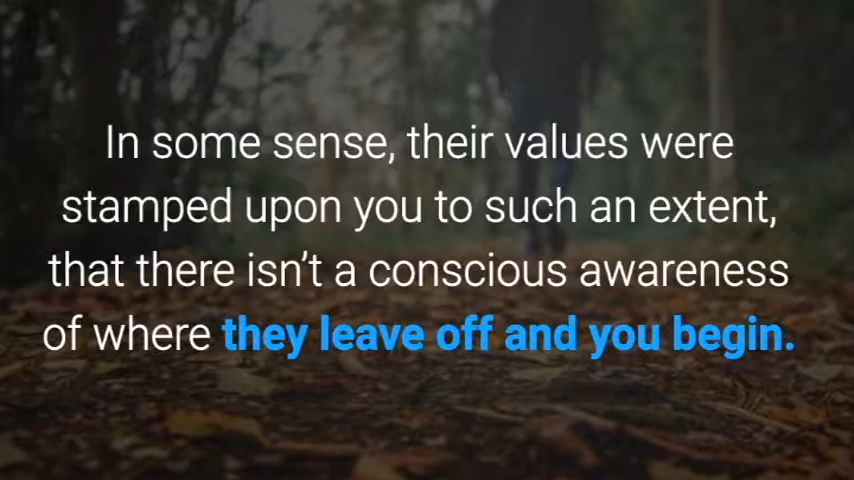 In some sense, their values were
stamped upon you to such an extent,
that there isn’t a conscious awareness
of where they leave off and you begin.